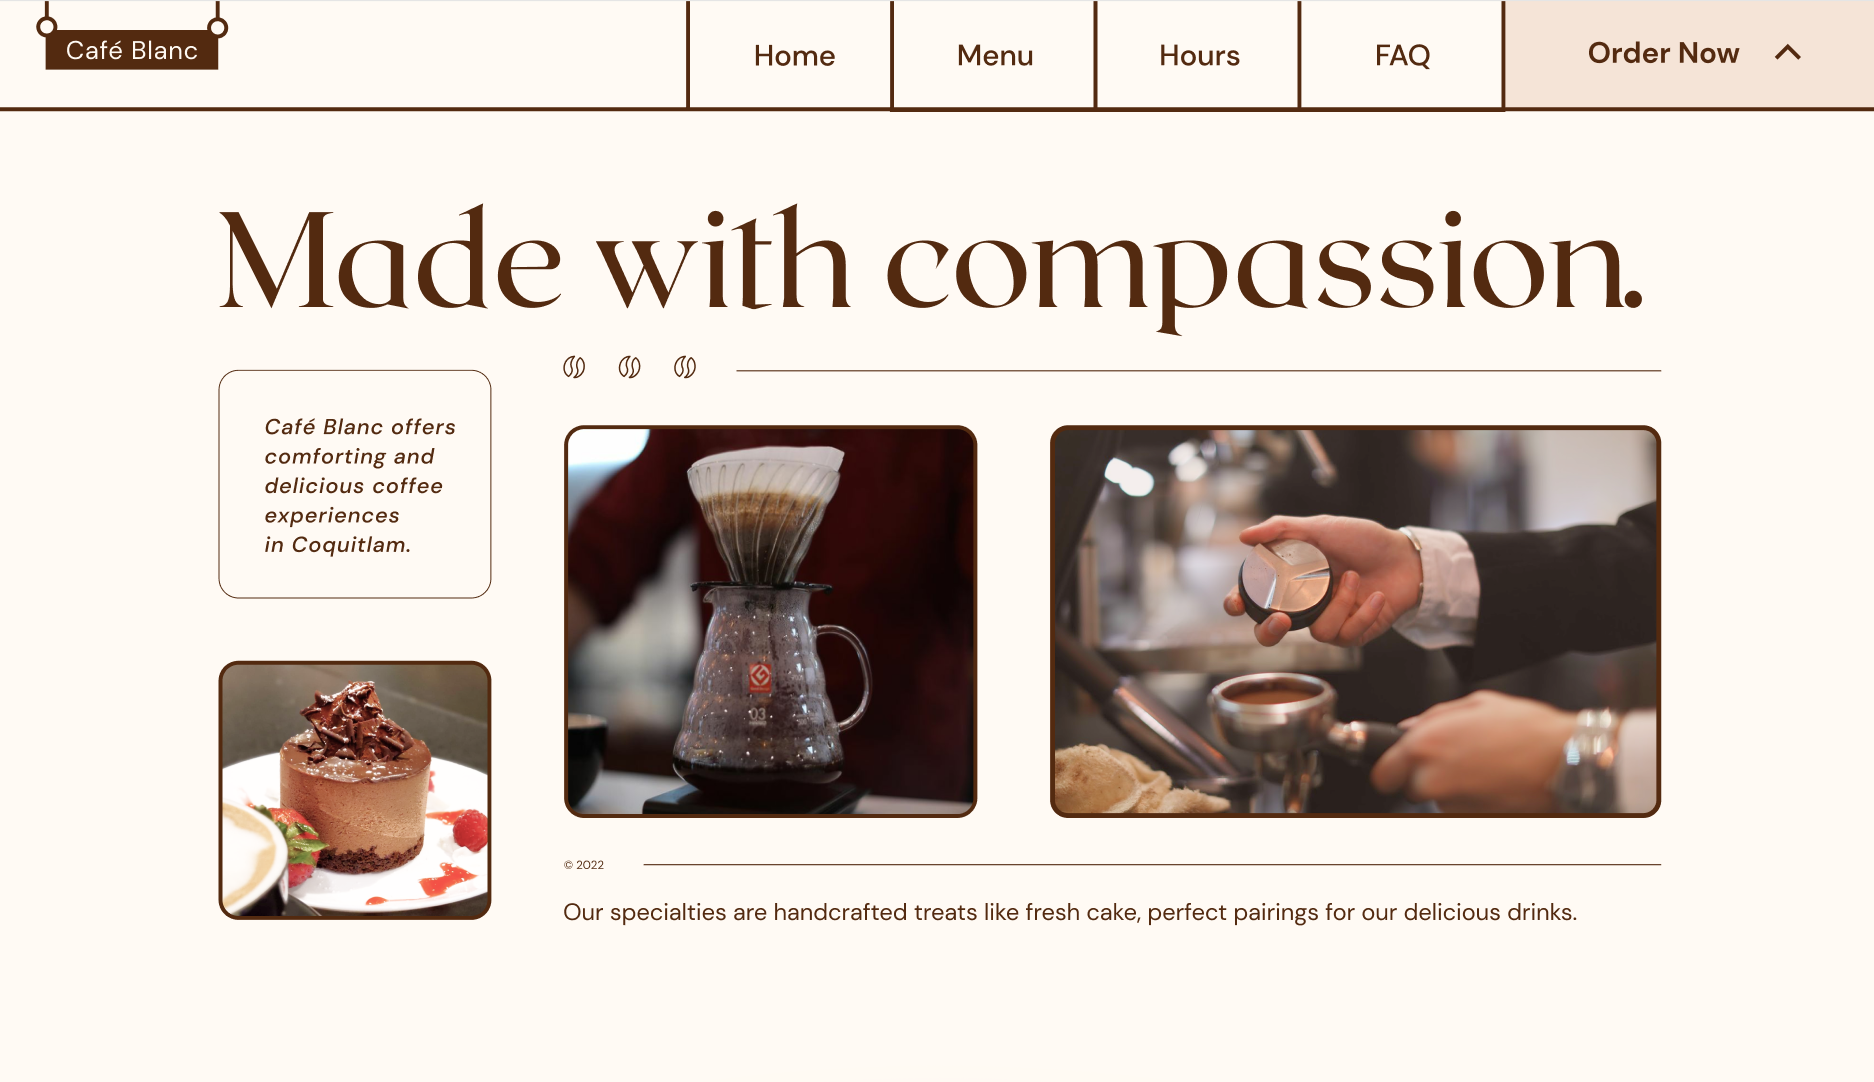 Café Blanc
Home
Menu
Hours
FAQ
Order Now
Made with compassion.
Café Blanc offers
comforting and
delicious coffee
experiences
in Coquitlam.
03
© 2022
Our specialties are handcrafted treats like fresh cake, perfect pairings for our delicious drinks.